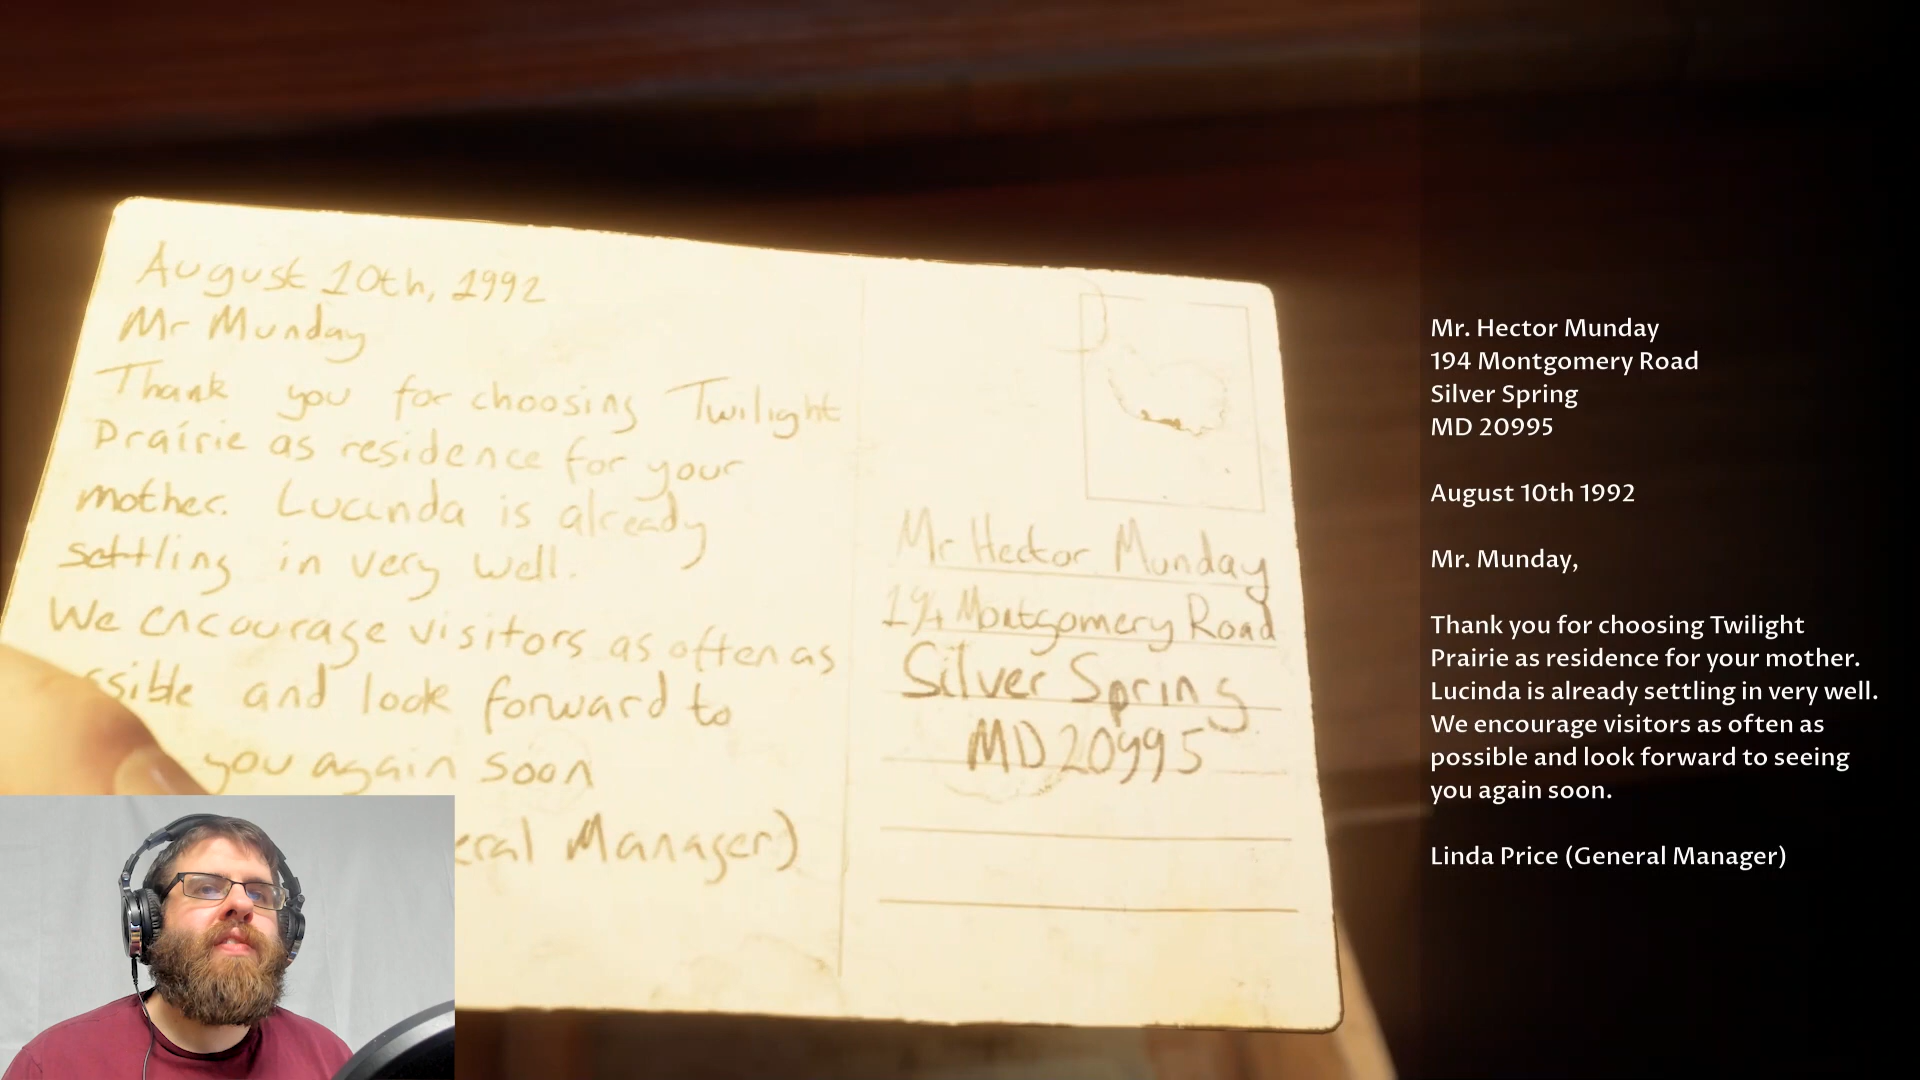 August 10th, 1992
Mr Munday
Thank you for choosing Twilight
Prairie as residence for your
mother. Lucinda is already
settling in very well.
We encourage visitors as often as
ssible and look forward to
you again soon
eral Manager)
Mr Hector Munday
194 Montgomery Road
Silver Spring
MD 20995
Mr. Hector Munday
194 Montgomery Road
Silver Spring
MD 20995
August 10th 1992
Mr. Munday,
Thank you for choosing Twilight
Prairie as residence for your mother.
Lucinda is already settling in very well.
We encourage visitors as often as
possible and look forward to seeing
you again soon.
Linda Price (General Manager)